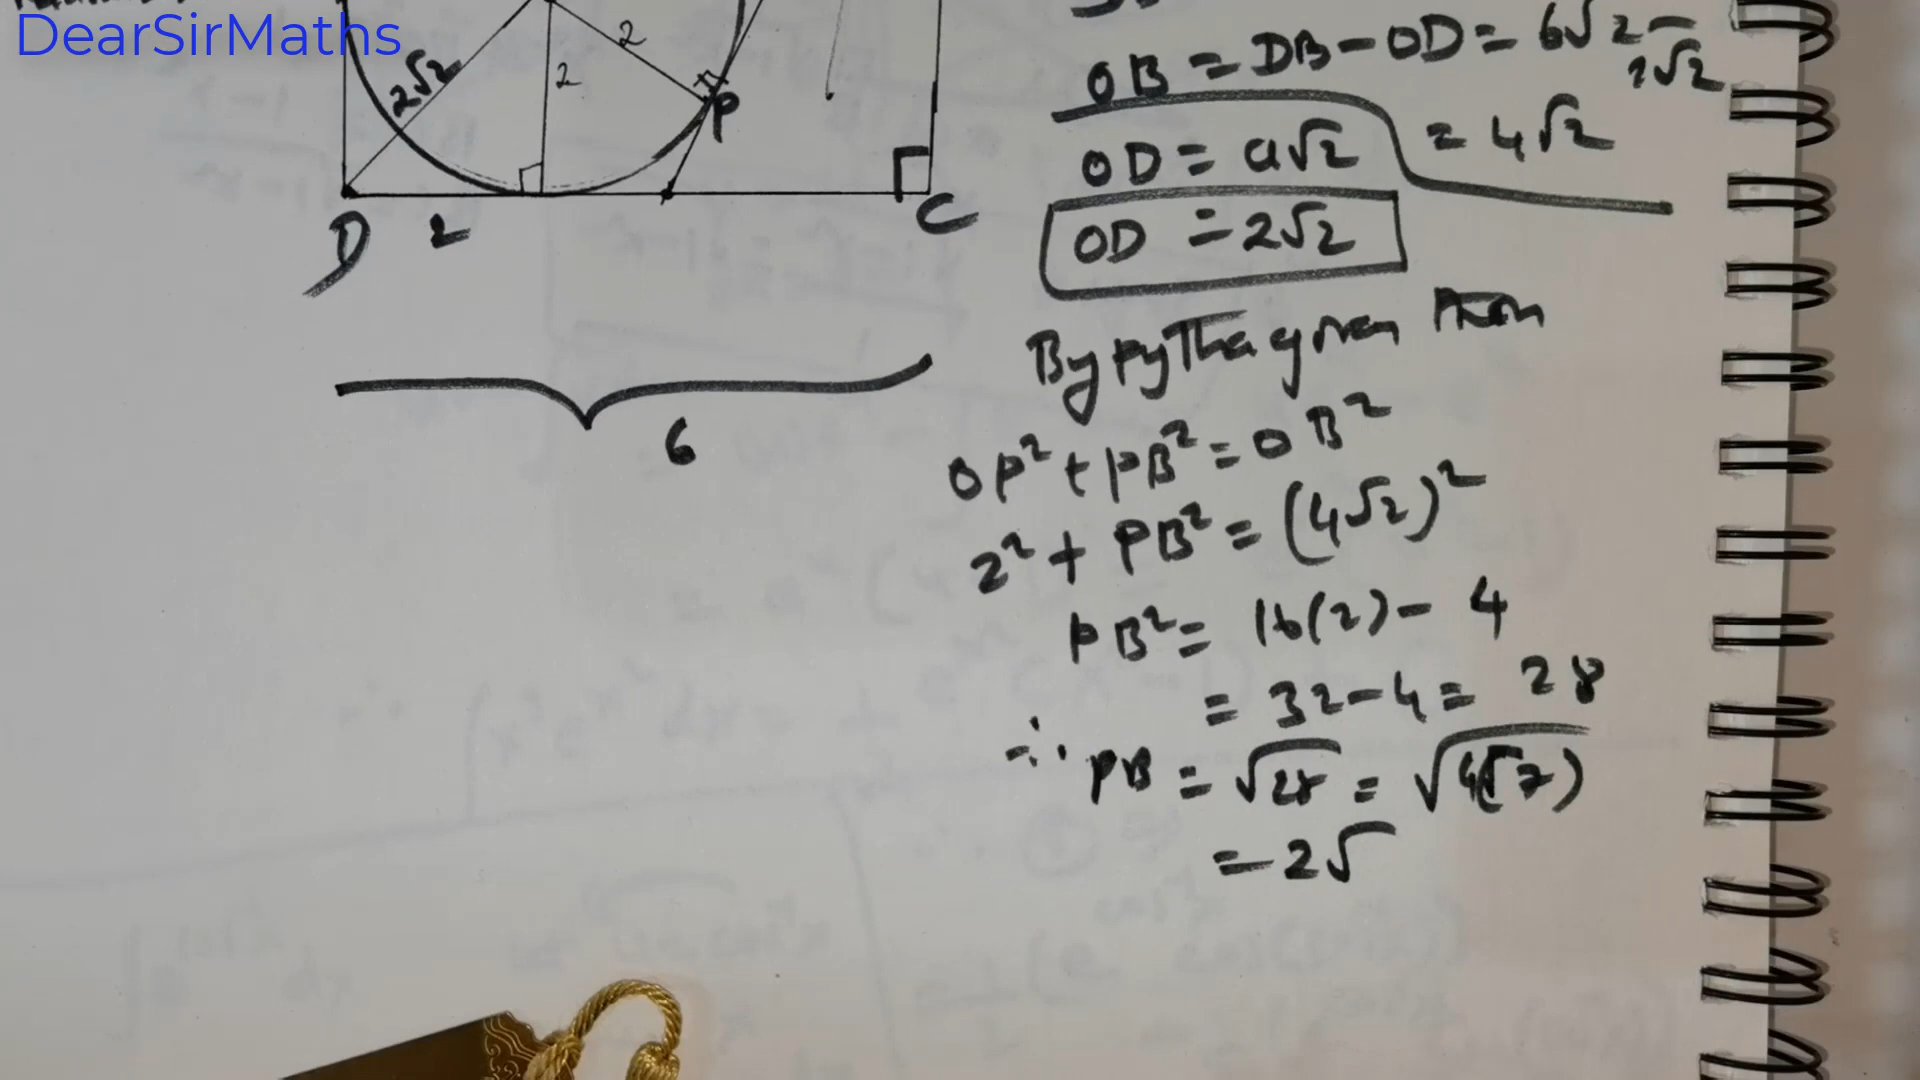 DearSirMaths
2√2
2
2
P
D
2
C
6
OB = DB - OD = 6√2 -
2√2
= 4√2
OD = a√2
OD = 2√2
By pythagorean
OP² + PB² = OB²
2² + PB² = (4√2)²
PB² = 16(2) - 4
= 32 - 4 = 28
∴ PB = √28 = √4(7)
= 2√